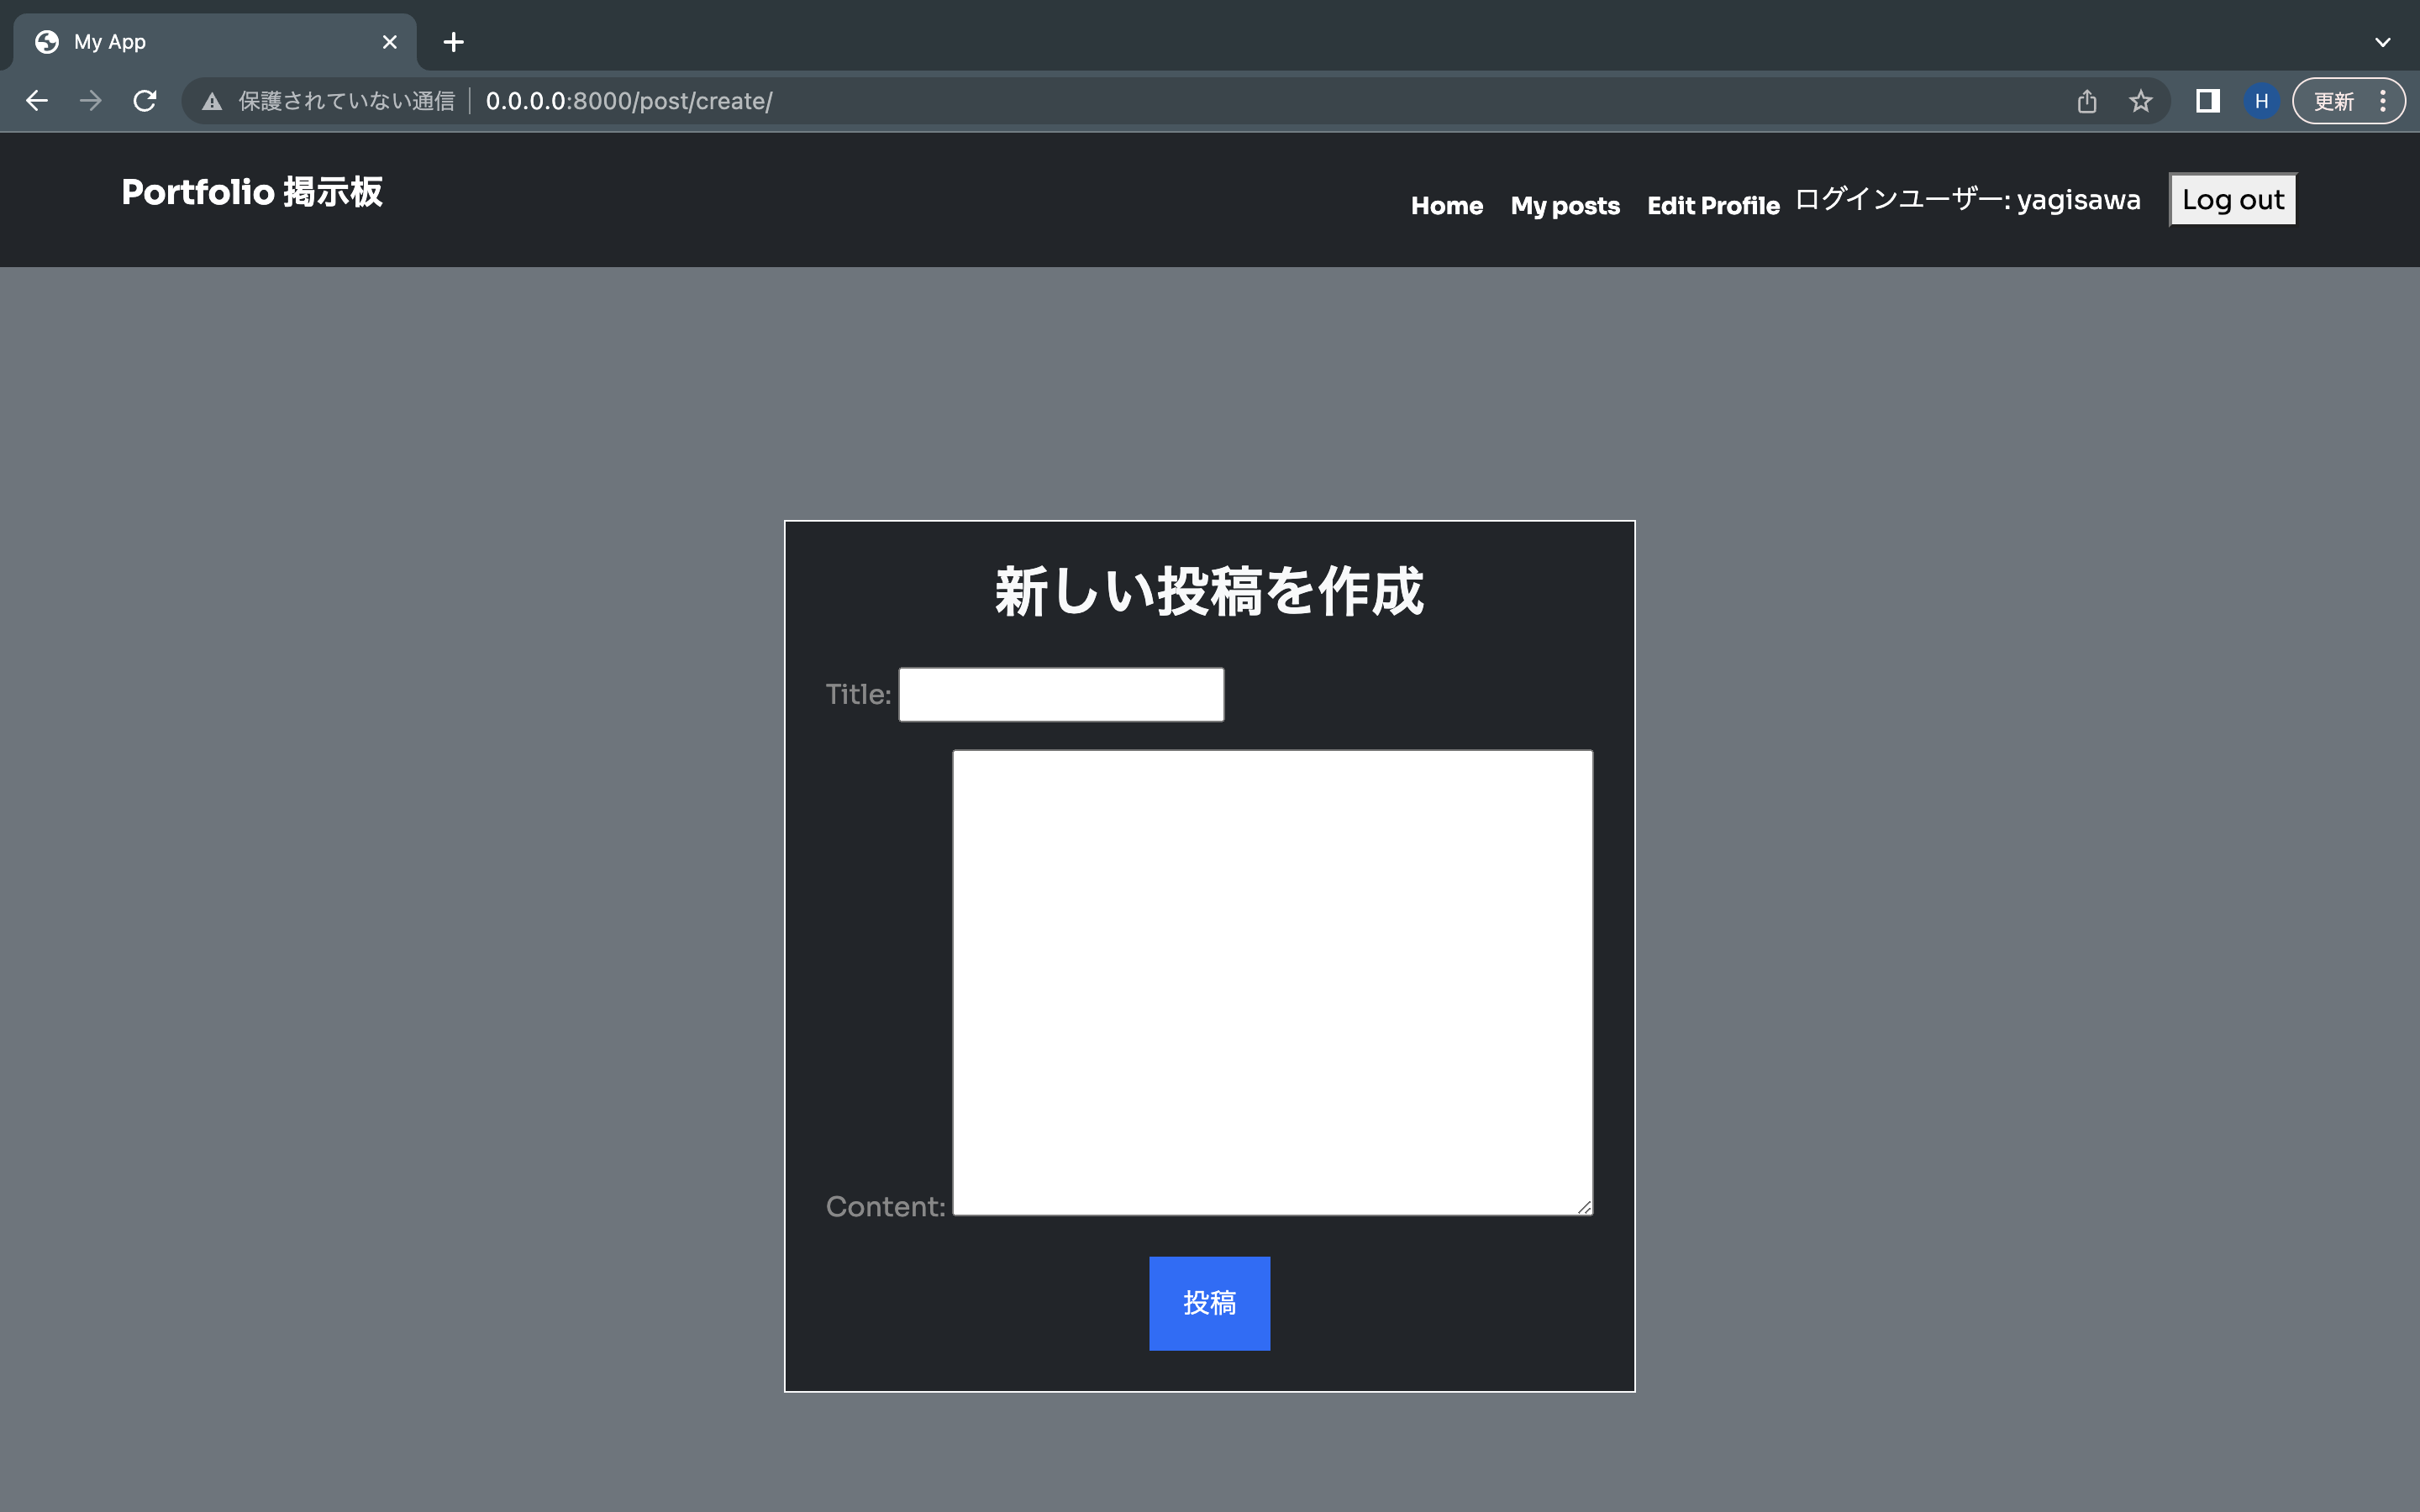 My App
保護されていない通信 0.0.0.0:8000/post/create/
H
更新
Portfolio 掲示板
Home My posts Edit Profile ログインユーザー: yagisawa Log out
新しい投稿を作成
Title:
Content:
投稿